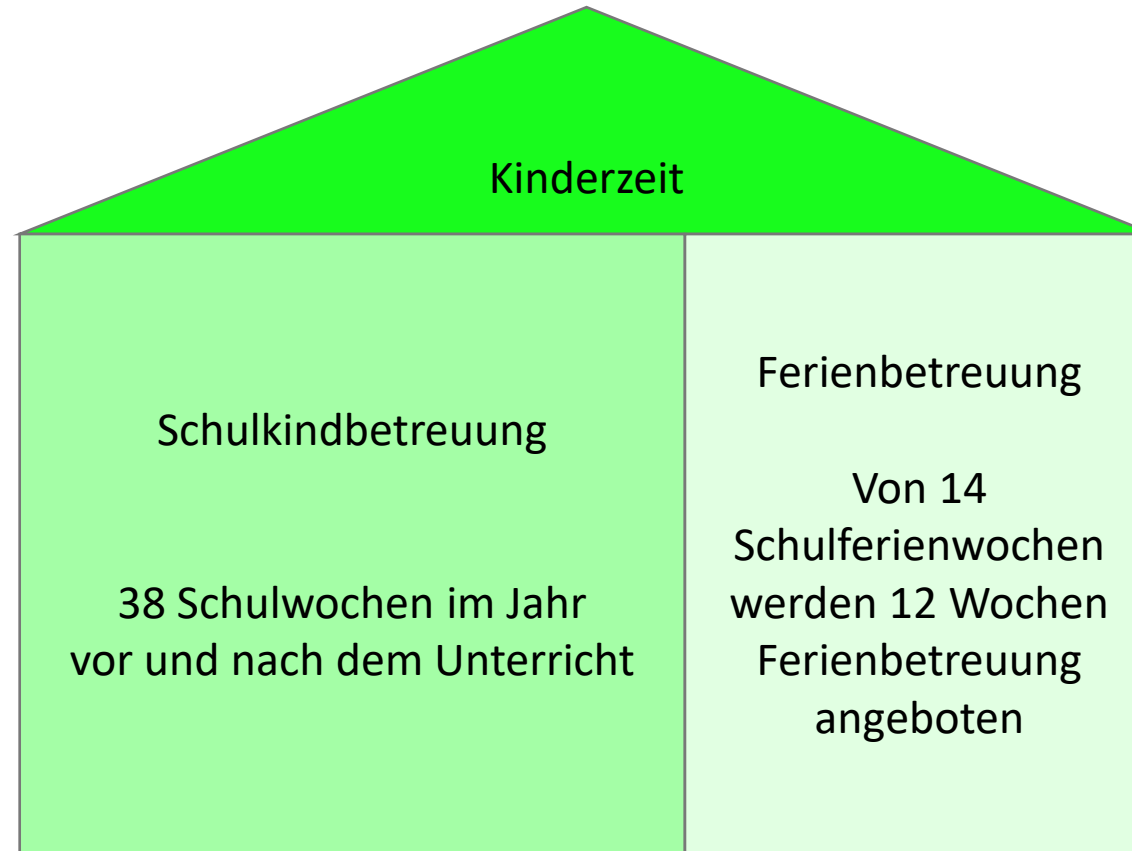 Kinderzeit
Schulkindbetreuung
38 Schulwochen im Jahr
vor und nach dem Unterricht
Ferienbetreuung
Von 14
Schulferienwochen
werden 12 Wochen
Ferienbetreuung
angeboten